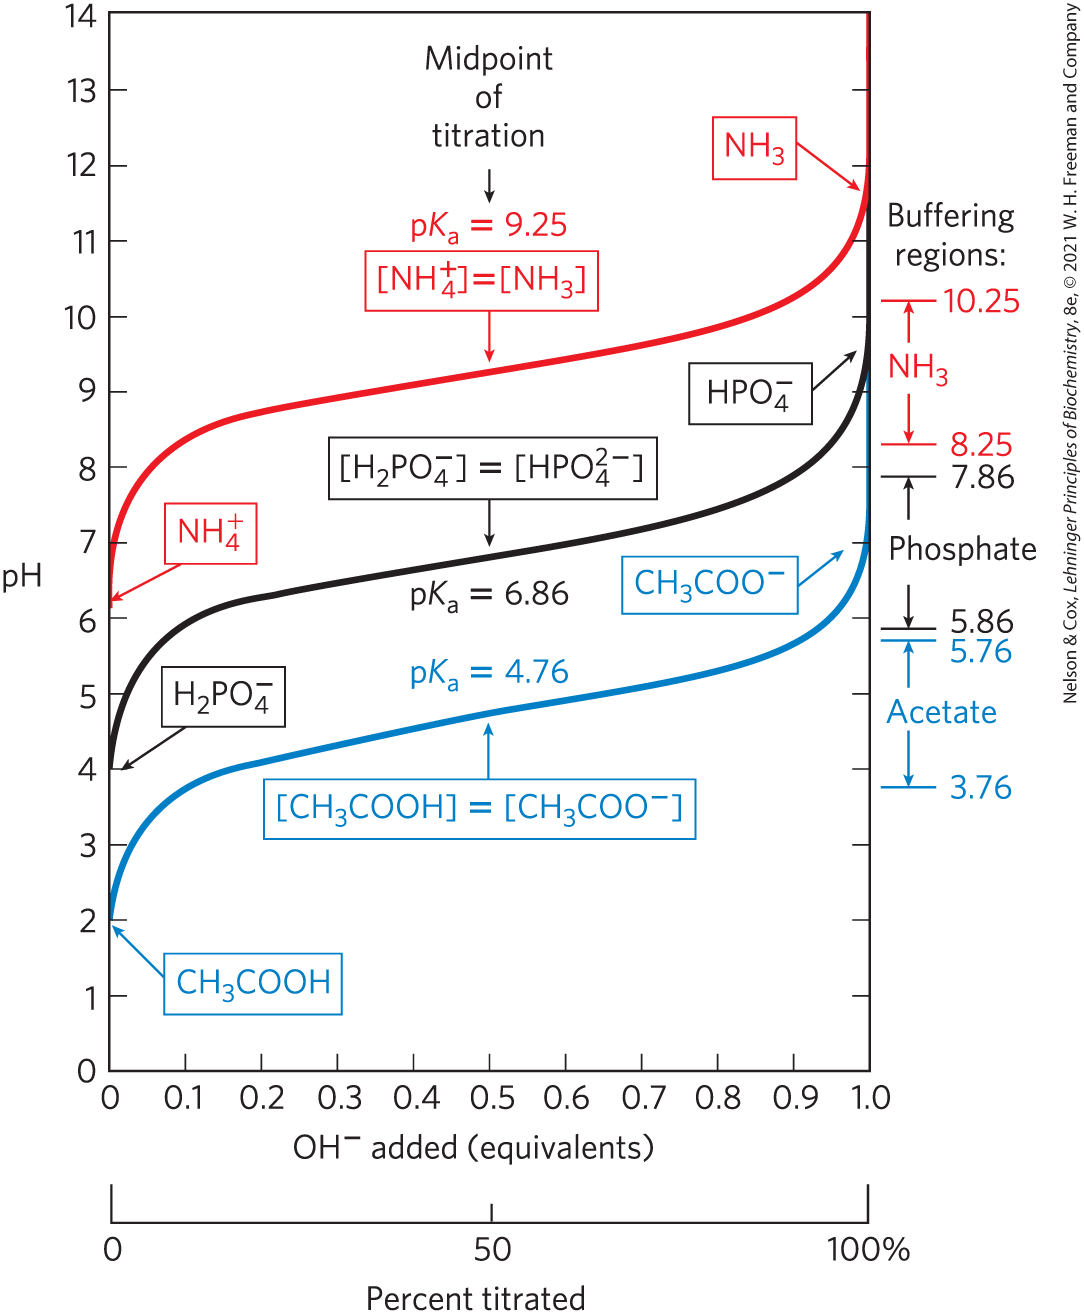 14
13
12
11
10
9
8
7
6
5
4
3
2
1
0
pH
Midpoint
of
titration
pKₐ = 9.25
[NH₄⁺]=[NH₃]
NH₃
NH₄⁺
HPO₄⁻
[H₂PO₄⁻] = [HPO₄²⁻]
pKₐ = 6.86
H₂PO₄⁻
CH₃COO⁻
pKₐ = 4.76
[CH₃COOH] = [CH₃COO⁻]
CH₃COOH
Buffering
regions:
10.25
NH₃
8.25
7.86
Phosphate
5.86
5.76
Acetate
3.76
0 0.1 0.2 0.3 0.4 0.5 0.6 0.7 0.8 0.9 1.0
OH⁻ added (equivalents)
0 50 100%
Percent titrated
Nelson & Cox, Lehninger Principles of Biochemistry, 8e, © 2021 W. H. Freeman and Company